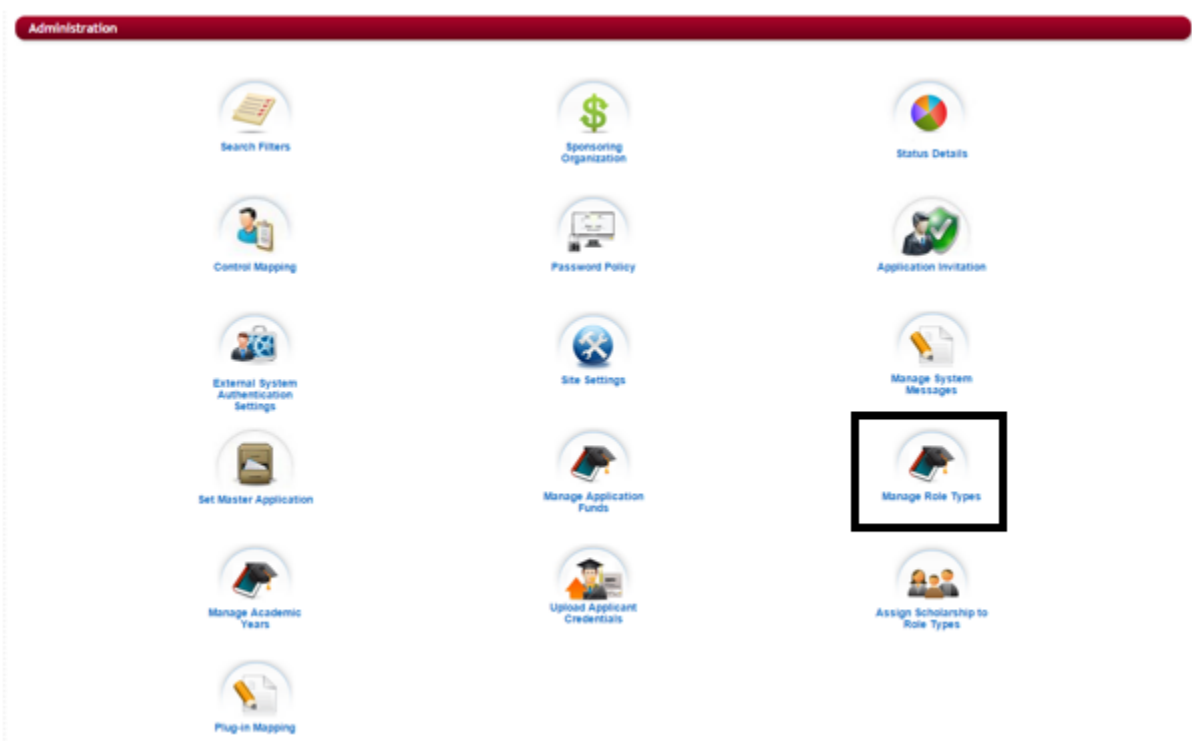 Administration
Search Filters
Sponsoring
Organization
Status Details
Control Mapping
Password Policy
Application Invitation
External System
Authentication
Settings
Site Settings
Manage System
Messages
Set Master Application
Manage Application
Funds
Manage Role Types
Manage Academic
Years
Upload Applicant
Credentials
Assign Scholarship to
Role Types
Plug-in Mapping